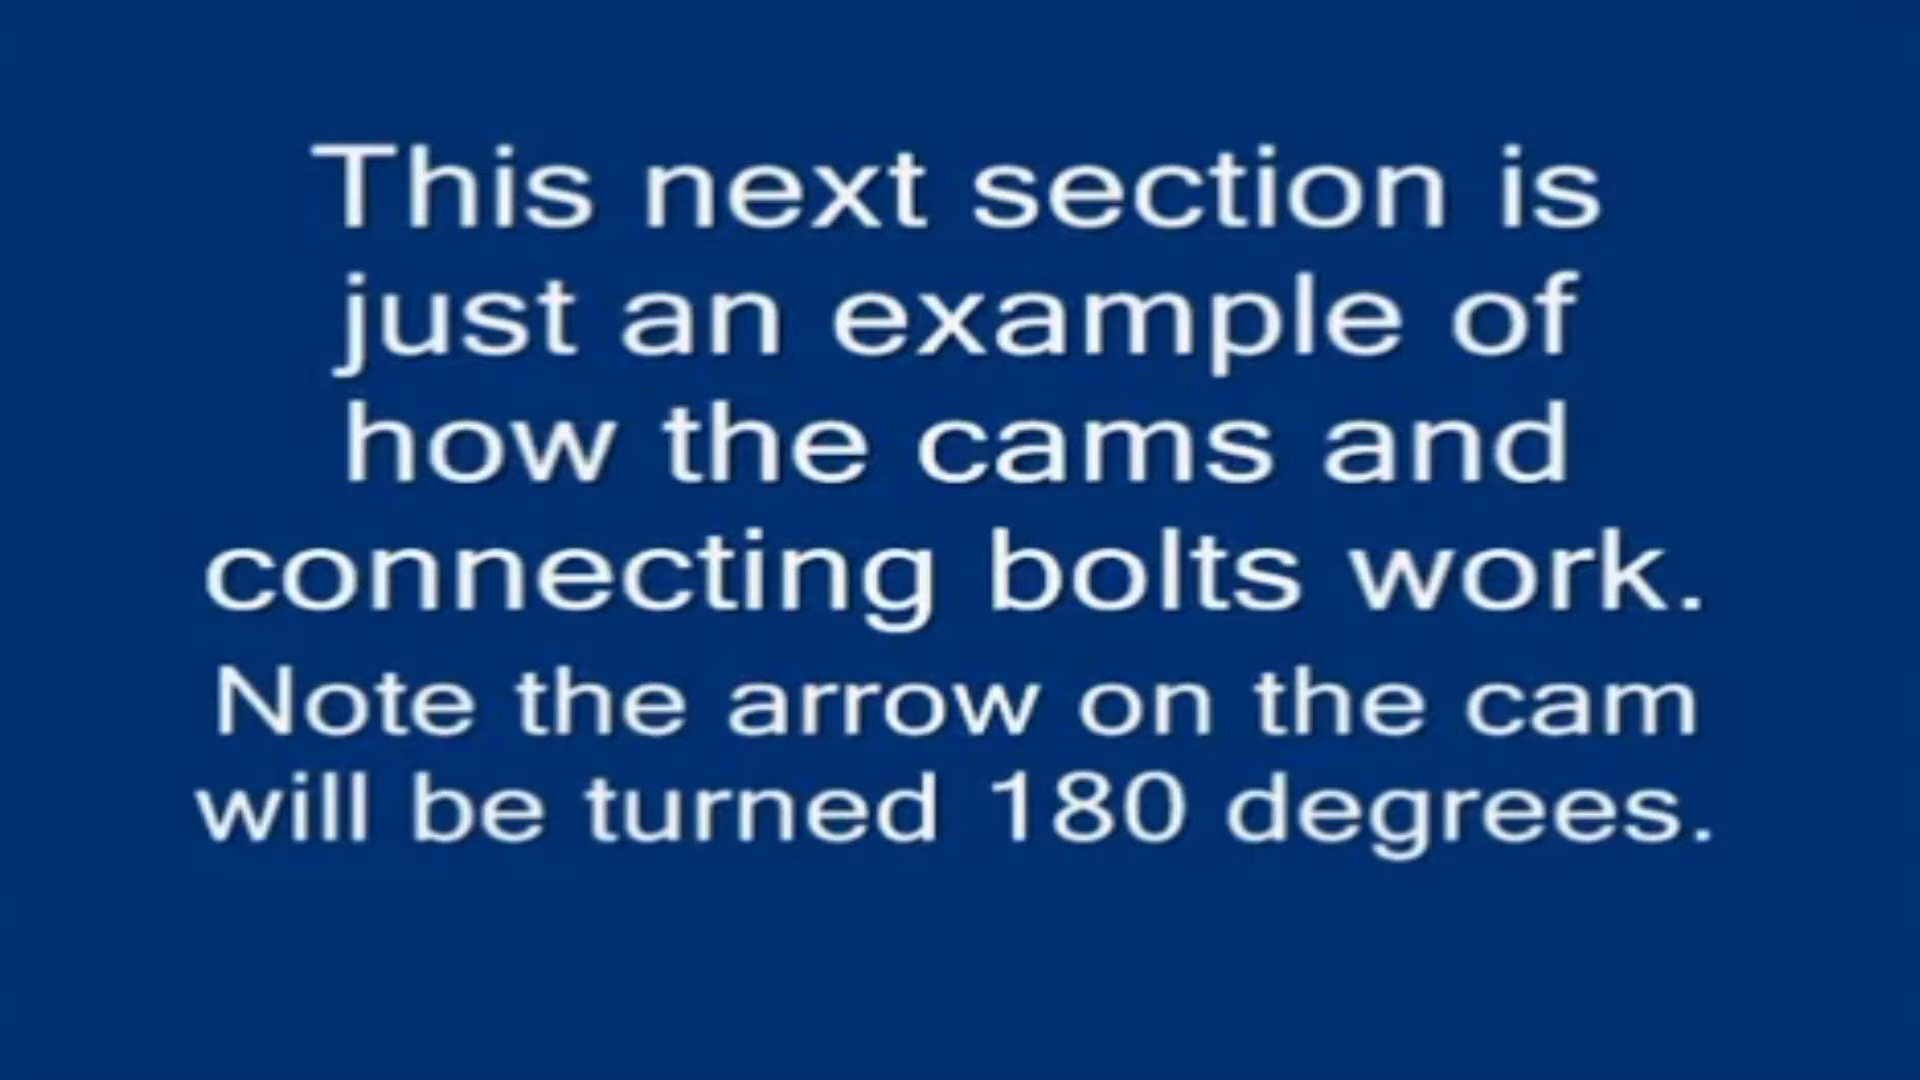 This next section is
just an example of
how the cams and
connecting bolts work.
Note the arrow on the cam
will be turned 180 degrees.